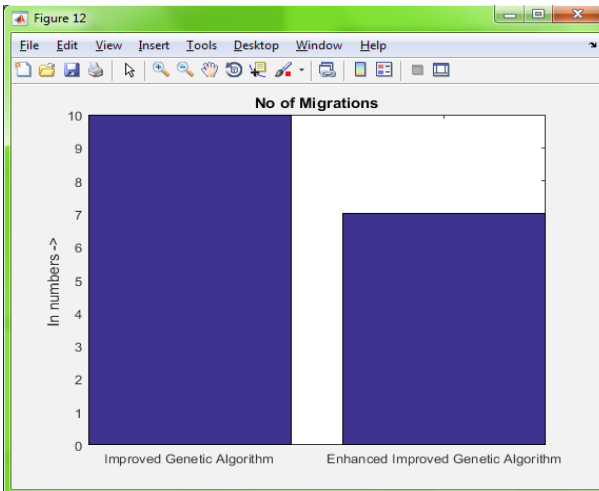 Figure 12
File Edit View Insert Tools Desktop Window Help
No of Migrations
10
9
8
7
6
5
4
3
2
1
0
In numbers ->
Improved Genetic Algorithm
Enhanced Improved Genetic Algorithm